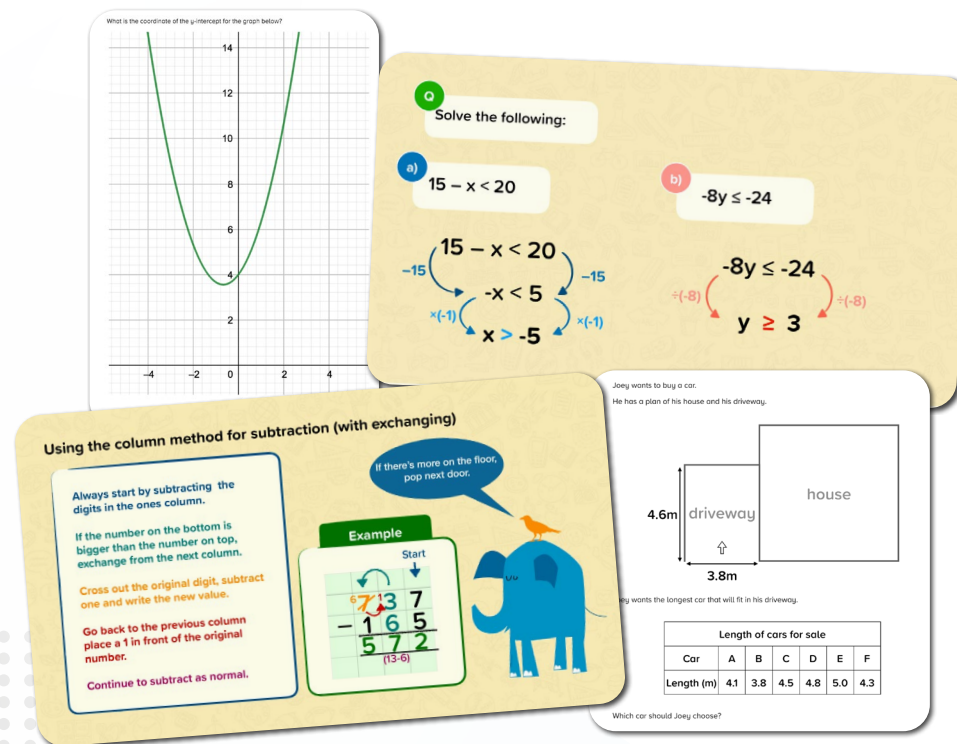 What is the coordinate of the y-intercept for the graph below?
14
12
10
8
6
4
2
-4 -2 0 2 4
Q
Solve the following:
a)
15 – x < 20
15 – x < 20
–15 –15
-x < 5
×(-1) ×(-1)
x > -5
b)
-8y ≤ -24
-8y ≤ -24
÷(-8) ÷(-8)
y ≥ 3
Using the column method for subtraction (with exchanging)
Always start by subtracting the
digits in the ones column.
If the number on the bottom is
bigger than the number on top,
exchange from the next column.
Cross out the original digit, subtract
one and write the new value.
Go back to the previous column
place a 1 in front of the original
number.
Continue to subtract as normal.
If there's more on the floor,
pop next door.
Example
Start
6 7 1 3 7
– 1 6 5
5 7 2
(13-6)
Joey wants to buy a car.
He has a plan of his house and his driveway.
house
4.6m driveway
3.8m
wants the longest car that will fit in his driveway.
Length of cars for sale
Car A B C D E F
Length (m) 4.1 3.8 4.5 4.8 5.0 4.3
Which car should Joey choose?